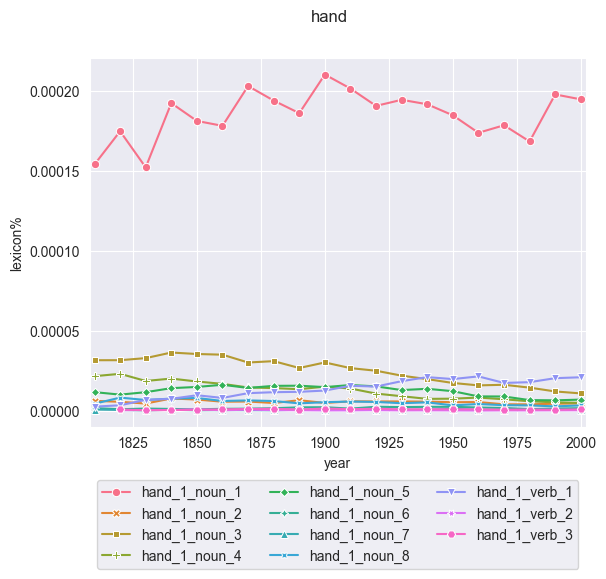 hand
0.00020
0.00015
0.00010
0.00005
0.00000
lexicon%
1825 1850 1875 1900 1925 1950 1975 2000
year
hand_1_noun_1 hand_1_noun_5 hand_1_verb_1
hand_1_noun_2 hand_1_noun_6 hand_1_verb_2
hand_1_noun_3 hand_1_noun_7 hand_1_verb_3
hand_1_noun_4 hand_1_noun_8